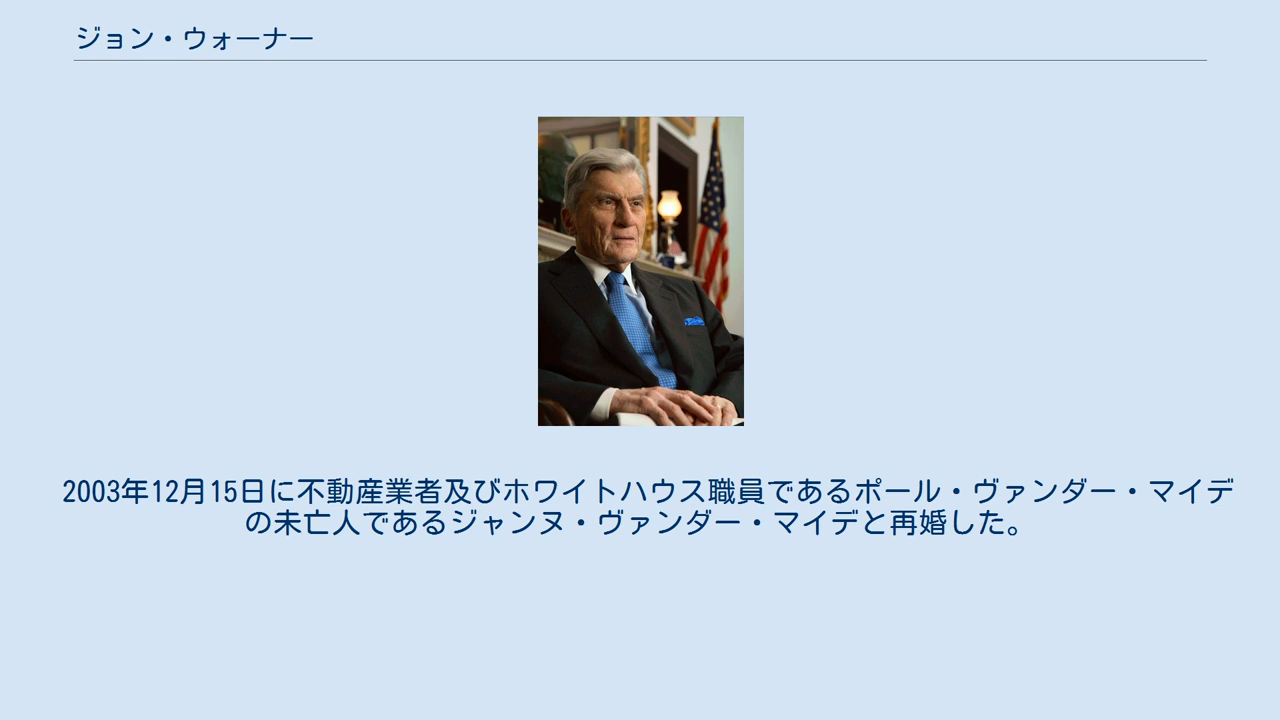 ジョン・ウォーナー
2003年12月15日に不動産業者及びホワイトハウス職員であるポール・ヴァンダー・マイデ
の未亡人であるジャンヌ・ヴァンダー・マイデと再婚した。